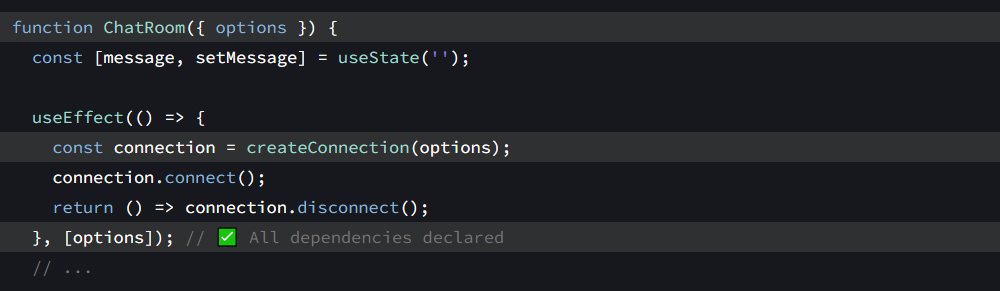 function ChatRoom({ options }) {
  const [message, setMessage] = useState('');

  useEffect(() => {
    const connection = createConnection(options);
    connection.connect();
    return () => connection.disconnect();
  }, [options]); // ✅ All dependencies declared
  // ...